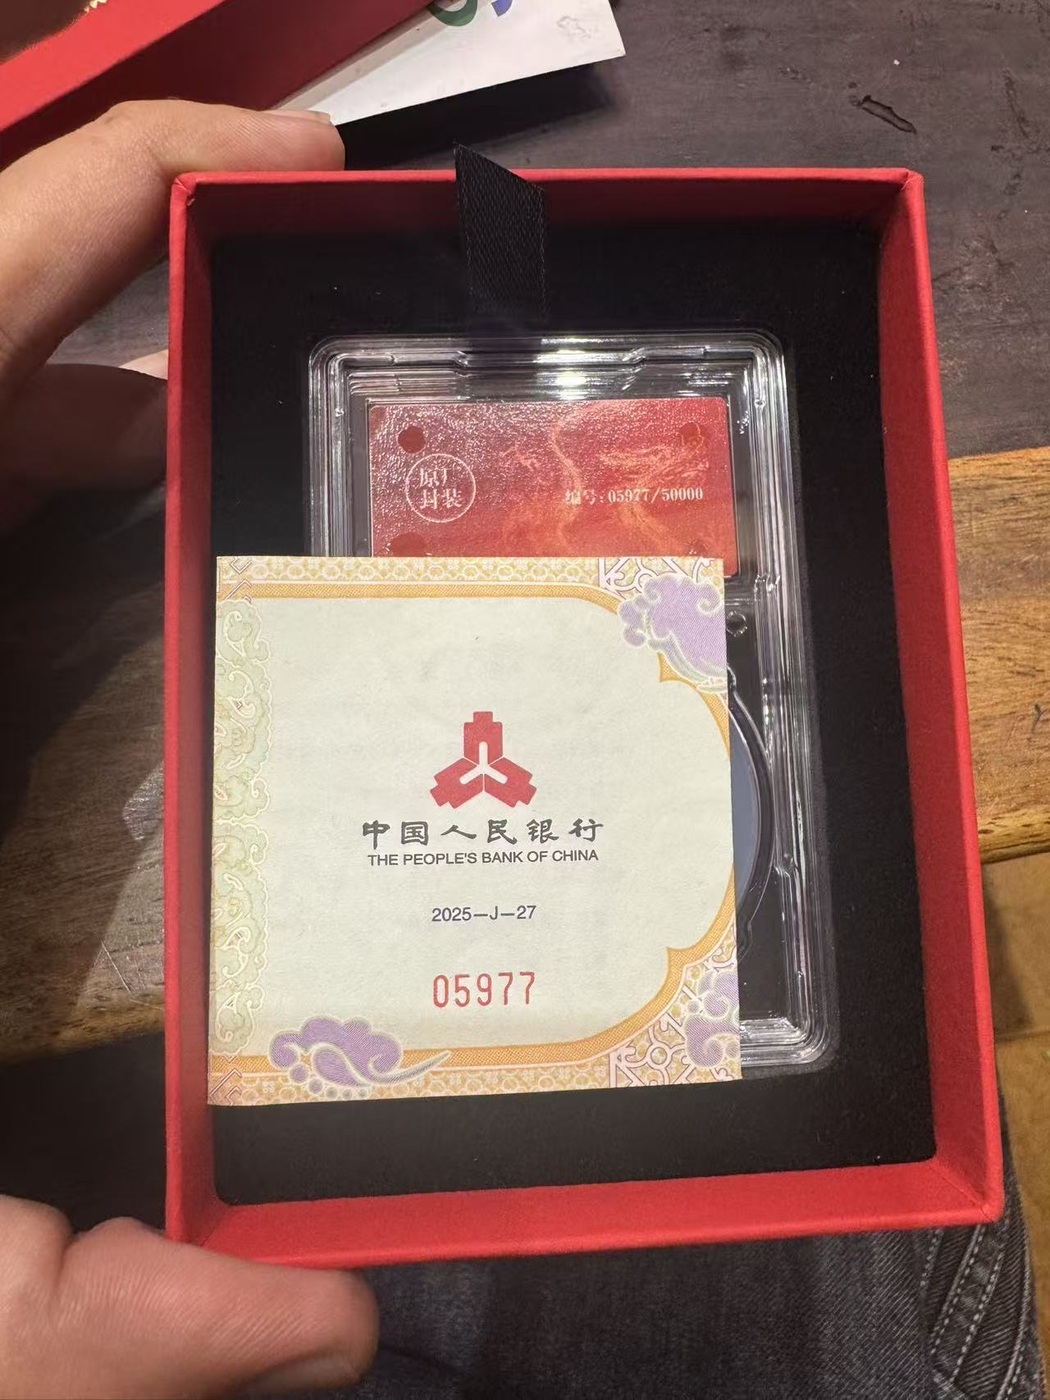 原厂
封装
编号:05977/50000
中国人民银行
THE PEOPLE'S BANK OF CHINA
2025—J—27
05977